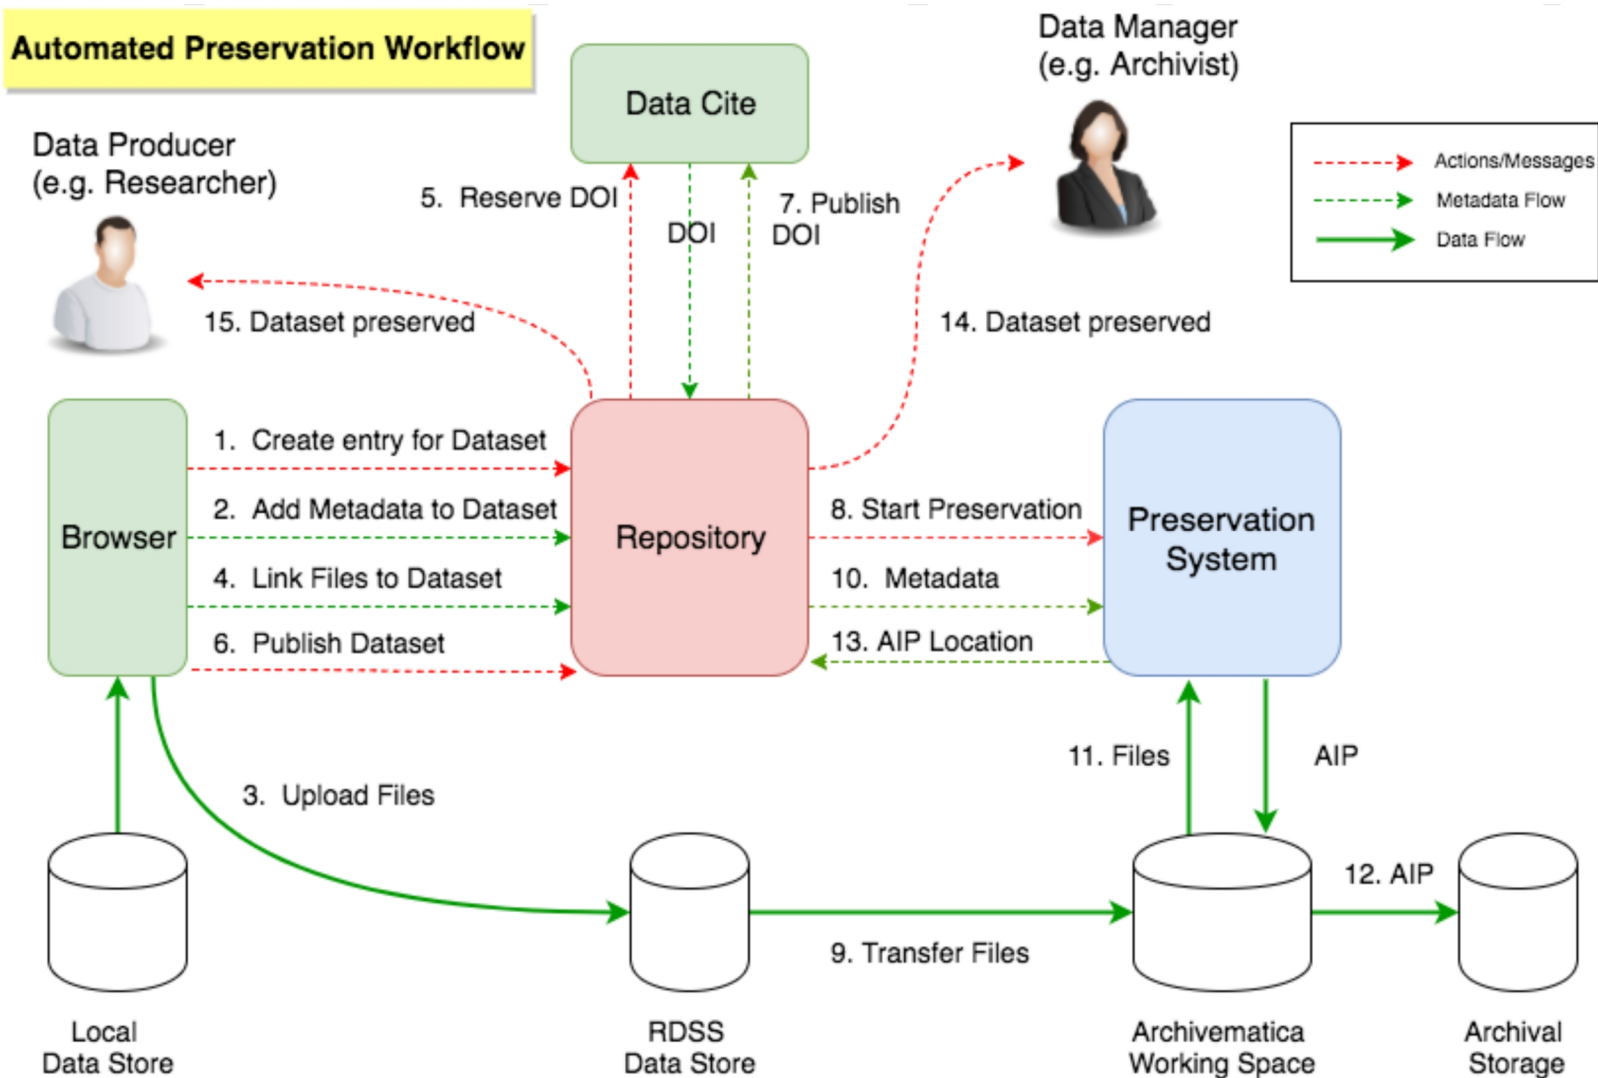 Automated Preservation Workflow
Data Manager
(e.g. Archivist)
Data Cite
Data Producer
(e.g. Researcher)
Actions/Messages
Metadata Flow
Data Flow
5. Reserve DOI
DOI
7. Publish
DOI
15. Dataset preserved
14. Dataset preserved
1. Create entry for Dataset
2. Add Metadata to Dataset
4. Link Files to Dataset
6. Publish Dataset
Browser
Repository
8. Start Preservation
10. Metadata
13. AIP Location
Preservation
System
3. Upload Files
11. Files
AIP
12. AIP
9. Transfer Files
Local
Data Store
RDSS
Data Store
Archivematica
Working Space
Archival
Storage